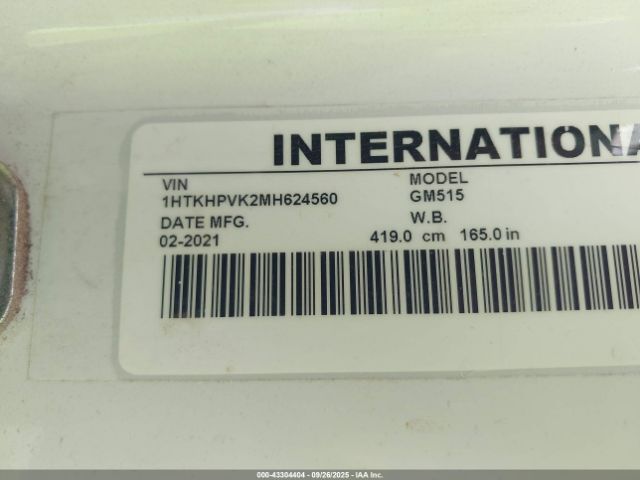 INTERNATIONA
VIN
1HTKHPVK2MH624560
MODEL
GM515
DATE MFG.
02-2021
W.B.
419.0 cm 165.0 in
000-43304404 - 09/26/2025 - IAA Inc.